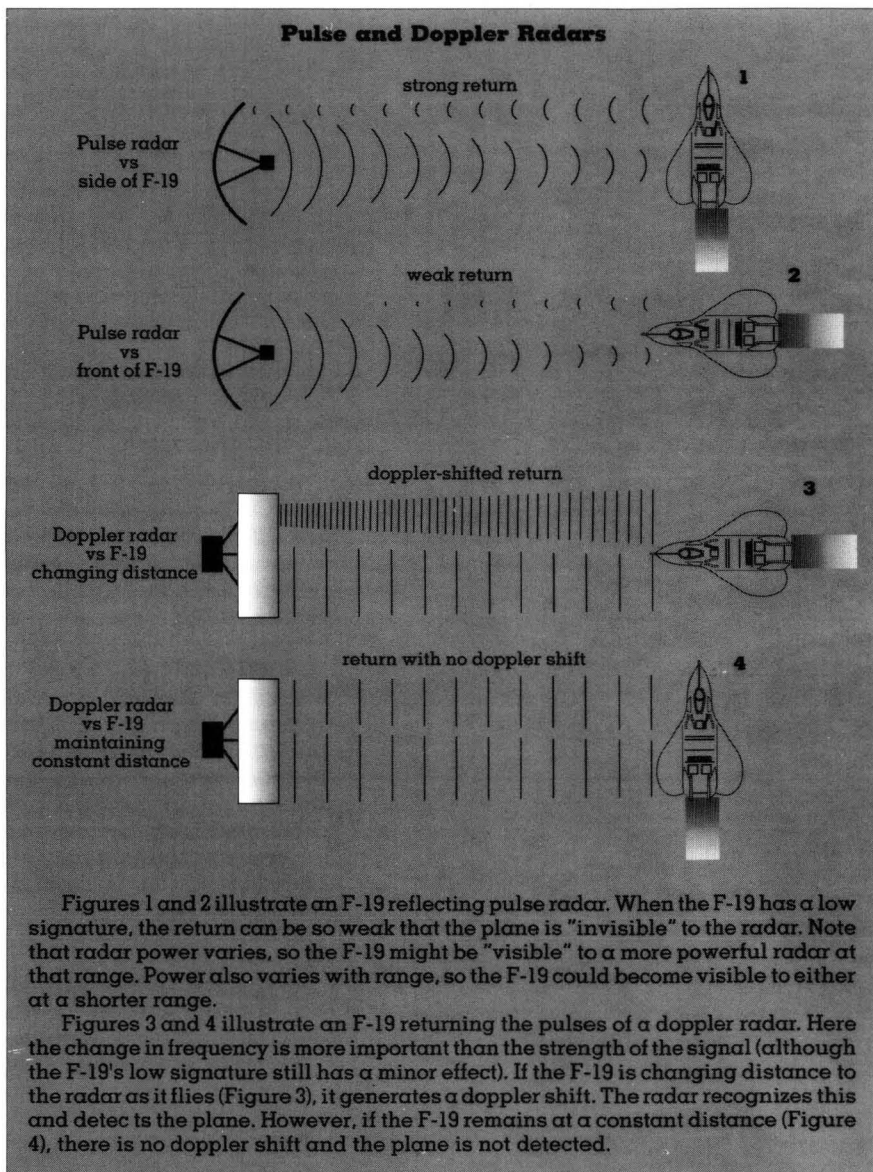 Pulse and Doppler Radars
strong return
1
Pulse radar
vs
side of F-19
weak return
2
Pulse radar
vs
front of F-19
doppler-shifted return
3
Doppler radar
vs F-19
changing distance
return with no doppler shift
4
Doppler radar
vs F-19
maintaining
constant distance
Figures 1 and 2 illustrate an F-19 reflecting pulse radar. When the F-19 has a low
signature, the return can be so weak that the plane is "invisible" to the radar. Note
that radar power varies, so the F-19 might be "visible" to a more powerful radar at
that range. Power also varies with range, so the F-19 could become visible to either
at a shorter range.
Figures 3 and 4 illustrate an F-19 returning the pulses of a doppler radar. Here
the change in frequency is more important than the strength of the signal (although
the F-19's low signature still has a minor effect). If the F-19 is changing distance to
the radar as it flies (Figure 3), it generates a doppler shift. The radar recognizes this
and detec ts the plane. However, if the F-19 remains at a constant distance (Figure
4), there is no doppler shift and the plane is not detected.